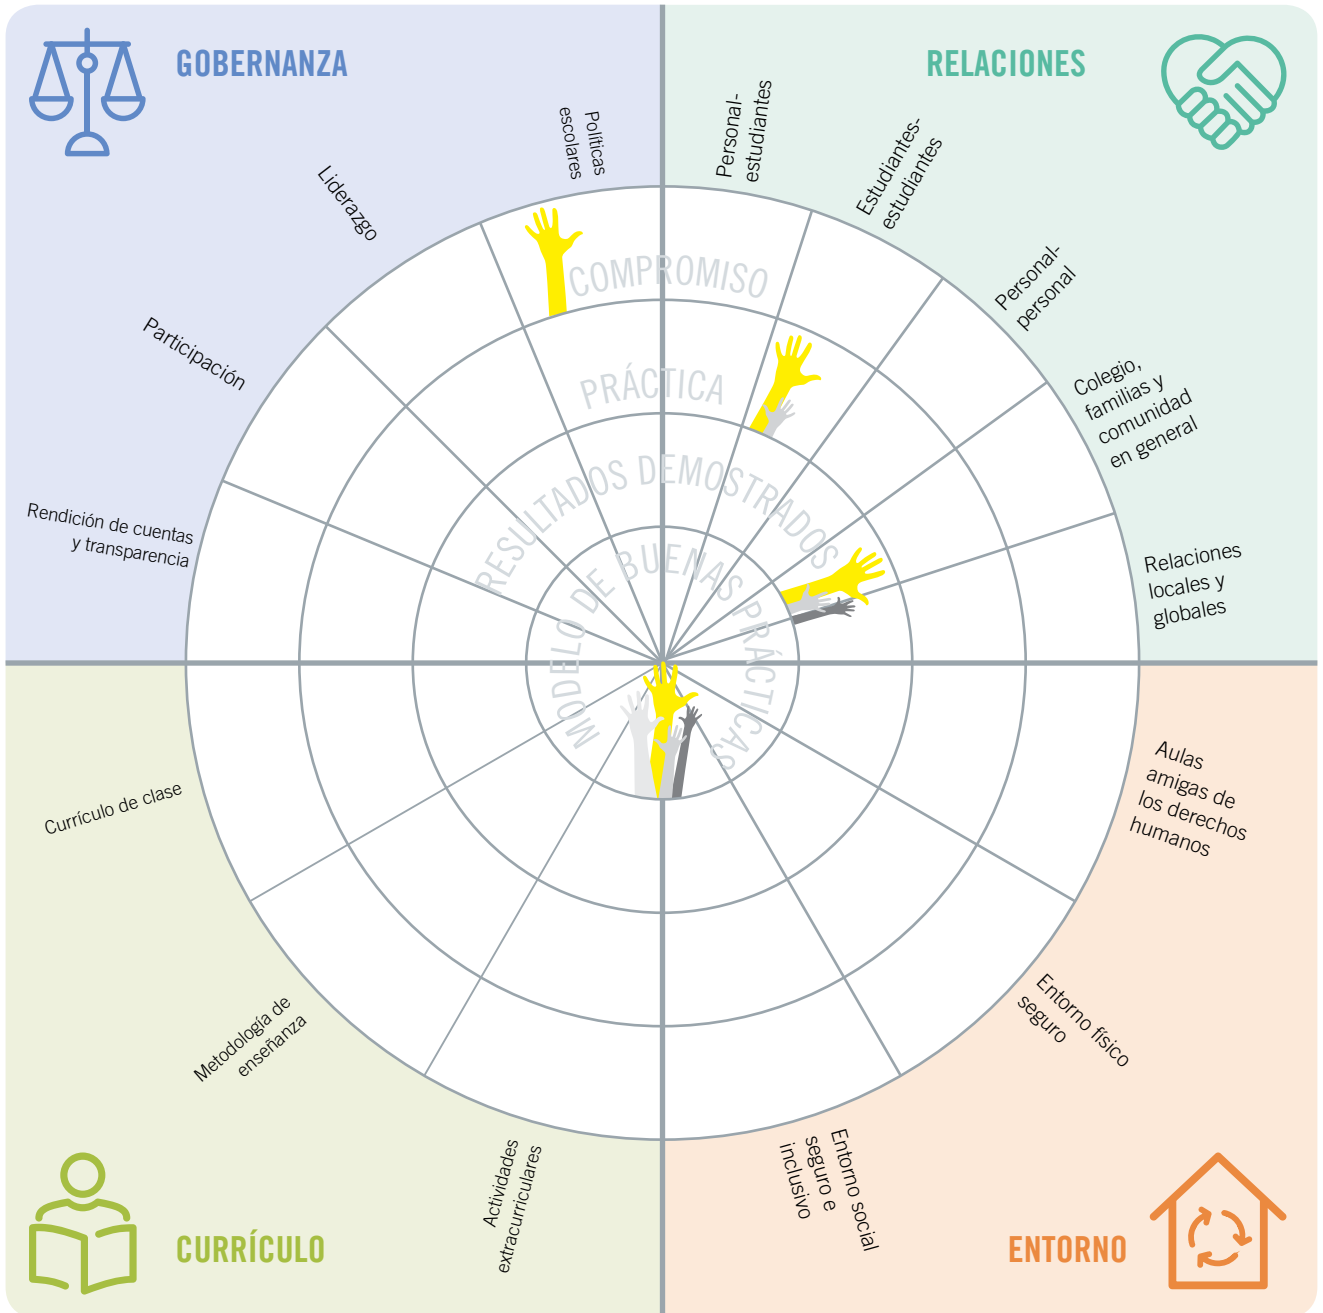 GOBERNANZA
RELACIONES
Políticas
escolares
Liderazgo
Participación
Rendición de cuentas
y transparencia
Personal-
estudiantes
Estudiantes-
estudiantes
Personal-
personal
Colegio,
familias y
comunidad
en general
Relaciones
locales y
globales
COMPROMISO
PRÁCTICA
RESULTADOS DEMOSTRADOS
MODELO DE BUENAS PRÁCTICAS
Currículo de clase
Metodología de
enseñanza
Actividades
extracurriculares
Aulas
amigas de
los derechos
humanos
Entorno físico
seguro
Entorno social
seguro e
inclusivo
CURRÍCULO
ENTORNO